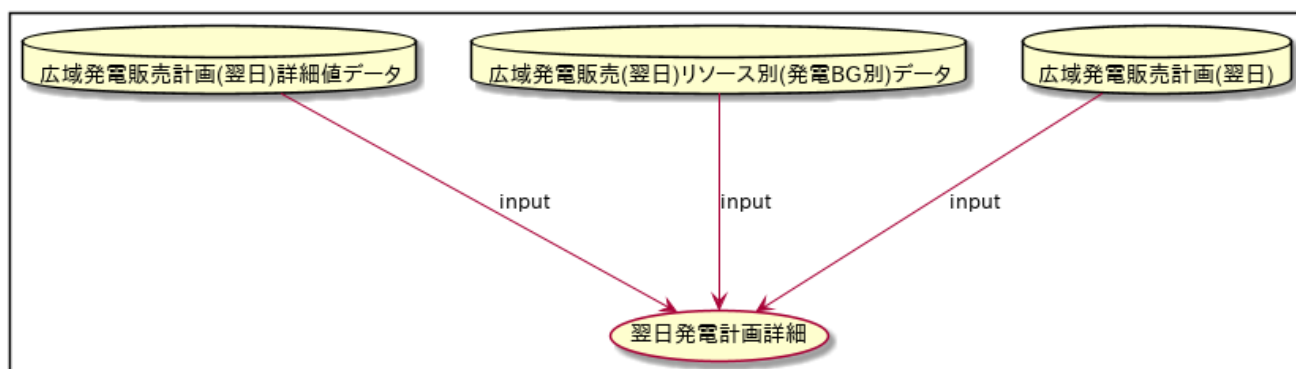 広域発電販売計画(翌日)詳細値データ
広域発電販売(翌日)リソース別(発電BG別)データ
広域発電販売計画(翌日)
input
input
input
翌日発電計画詳細